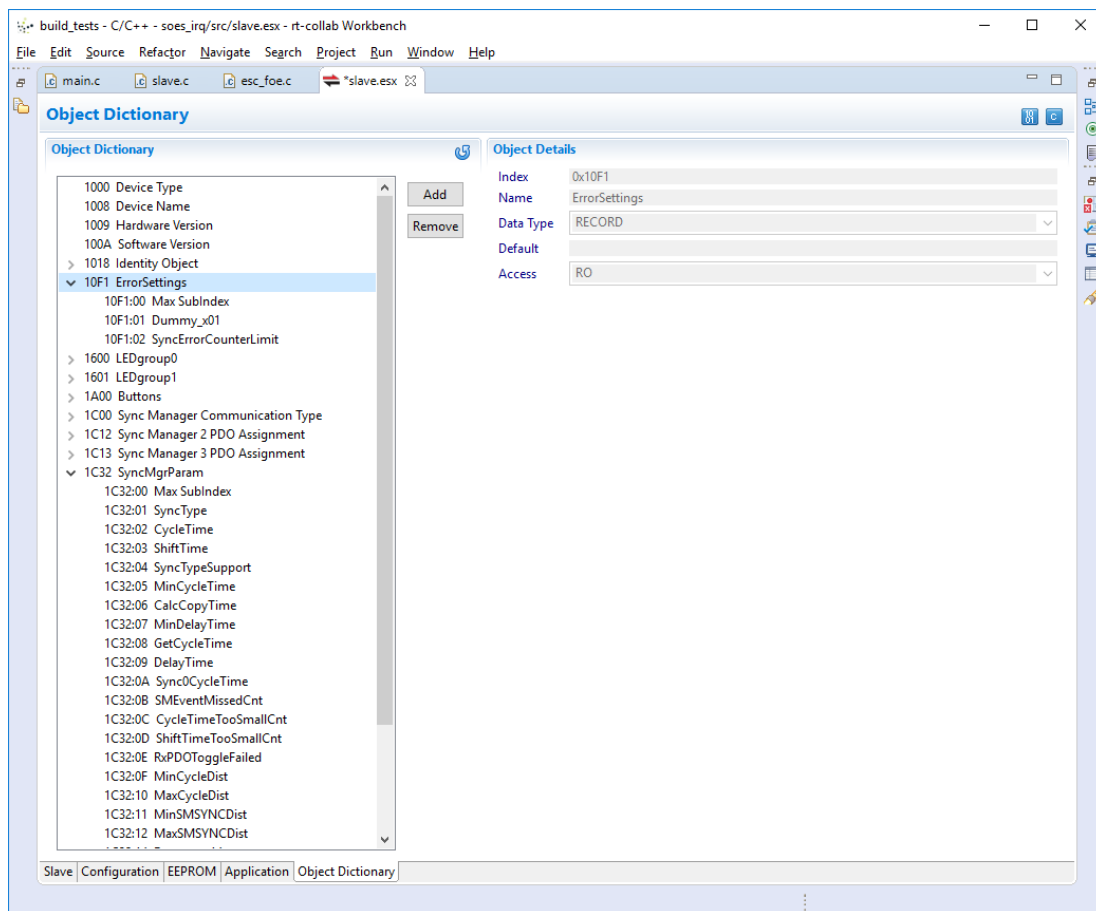 build_tests - C/C++ - soes_irq/src/slave.esx - rt-collab Workbench
File Edit Source Refactor Navigate Search Project Run Window Help
main.c slave.c esc_foe.c *slave.esx
Object Dictionary
Object Dictionary
1000 Device Type
1008 Device Name
1009 Hardware Version
100A Software Version
1018 Identity Object
10F1 ErrorSettings
10F1:00 Max SubIndex
10F1:01 Dummy_x01
10F1:02 SyncErrorCounterLimit
1600 LEDgroup0
1601 LEDgroup1
1A00 Buttons
1C00 Sync Manager Communication Type
1C12 Sync Manager 2 PDO Assignment
1C13 Sync Manager 3 PDO Assignment
1C32 SyncMgrParam
1C32:00 Max SubIndex
1C32:01 SyncType
1C32:02 CycleTime
1C32:03 ShiftTime
1C32:04 SyncTypeSupport
1C32:05 MinCycleTime
1C32:06 CalcCopyTime
1C32:07 MinDelayTime
1C32:08 GetCycleTime
1C32:09 DelayTime
1C32:0A Sync0CycleTime
1C32:0B SMEventMissedCnt
1C32:0C CycleTimeTooSmallCnt
1C32:0D ShiftTimeTooSmallCnt
1C32:0E RxPDOToggleFailed
1C32:0F MinCycleDist
1C32:10 MaxCycleDist
1C32:11 MinSMSYNCDist
1C32:12 MaxSMSYNCDist
Add
Remove
Object Details
Index 0x10F1
Name ErrorSettings
Data Type RECORD
Default
Access RO
Slave Configuration EEPROM Application Object Dictionary